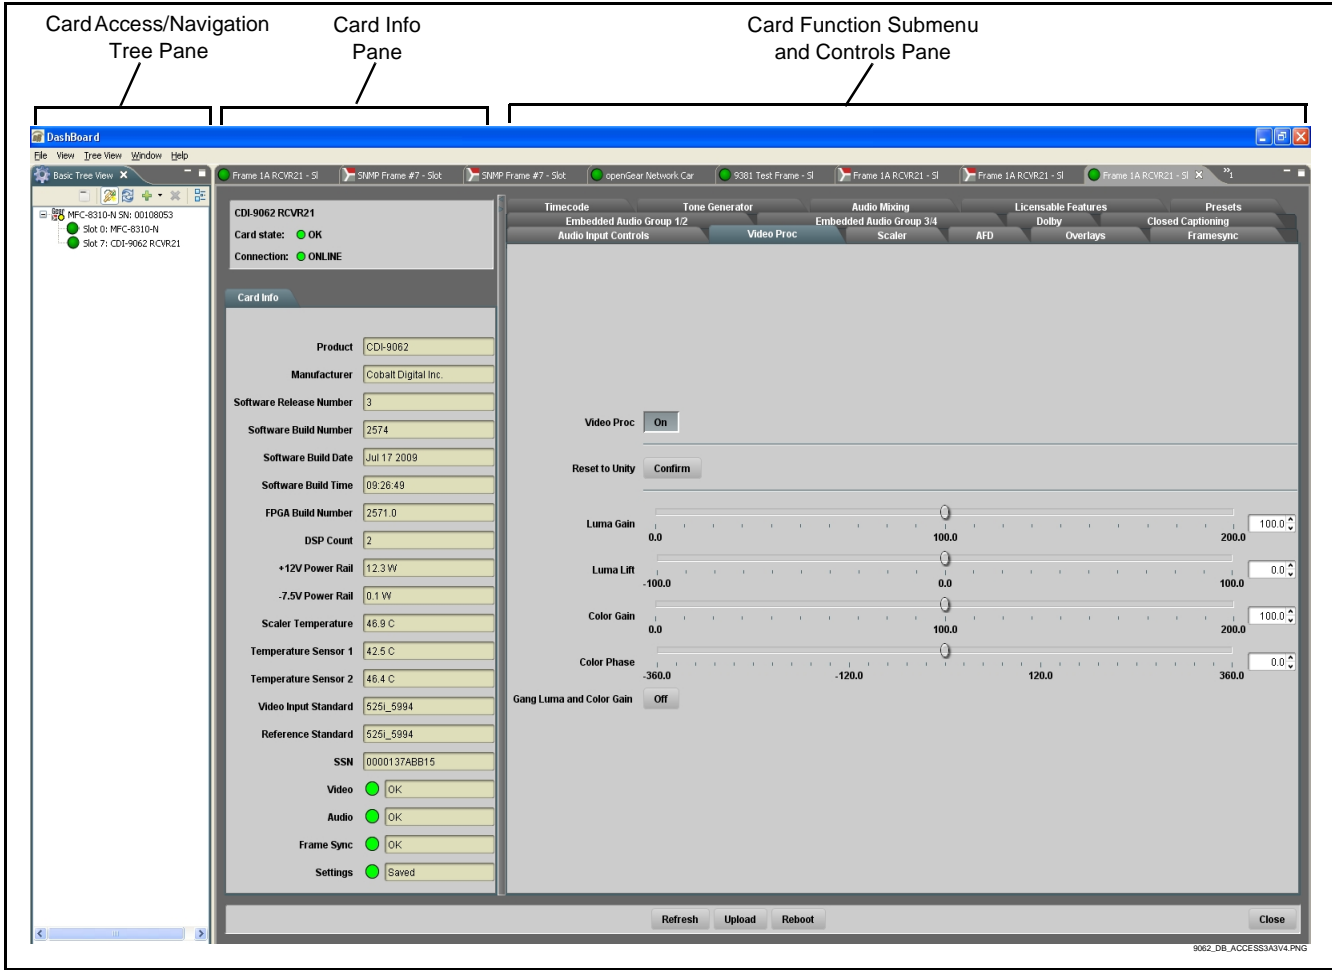 Card Access/Navigation
Tree Pane
Card Info
Pane
Card Function Submenu
and Controls Pane
DashBoard
File View Tree View Window Help
Basic Tree View
Frame 1A RCVR21 - Sl
SNMP Frame #7 - Slot
SNMP Frame #7 - Slot
openGear Network Car
9381 Test Frame - Sl
Frame 1A RCVR21 - Sl
Frame 1A RCVR21 - Sl
Frame 1A RCVR21 - Sl
»1
MFC-8310-N SN: 00108053
Slot 0: MFC-8310-N
Slot 7: CDI-9062 RCVR21
CDI-9062 RCVR21
Card state: OK
Connection: ONLINE
Card Info
Product CDI-9062
Manufacturer Cobalt Digital Inc.
Software Release Number 3
Software Build Number 2574
Software Build Date Jul 17 2009
Software Build Time 09:26:49
FPGA Build Number 2571.0
DSP Count 2
+12V Power Rail 12.3 W
-7.5V Power Rail 0.1 W
Scaler Temperature 46.9 C
Temperature Sensor 1 42.5 C
Temperature Sensor 2 46.4 C
Video Input Standard 525i_5994
Reference Standard 525i_5994
SSN 0000137ABB15
Video OK
Audio OK
Frame Sync OK
Settings Saved
Timecode Tone Generator Audio Mixing Licensable Features Presets
Embedded Audio Group 1/2 Embedded Audio Group 3/4 Dolby Closed Captioning
Audio Input Controls Video Proc Scaler AFD Overlays Framesync
Video Proc On
Reset to Unity Confirm
Luma Gain 100.0
0.0 100.0 200.0
Luma Lift 0.0
-100.0 0.0 100.0
Color Gain 100.0
0.0 100.0 200.0
Color Phase 0.0
-360.0 -120.0 120.0 360.0
Gang Luma and Color Gain Off
Refresh Upload Reboot Close
9062_DB_ACCESS3A3V4.PNG